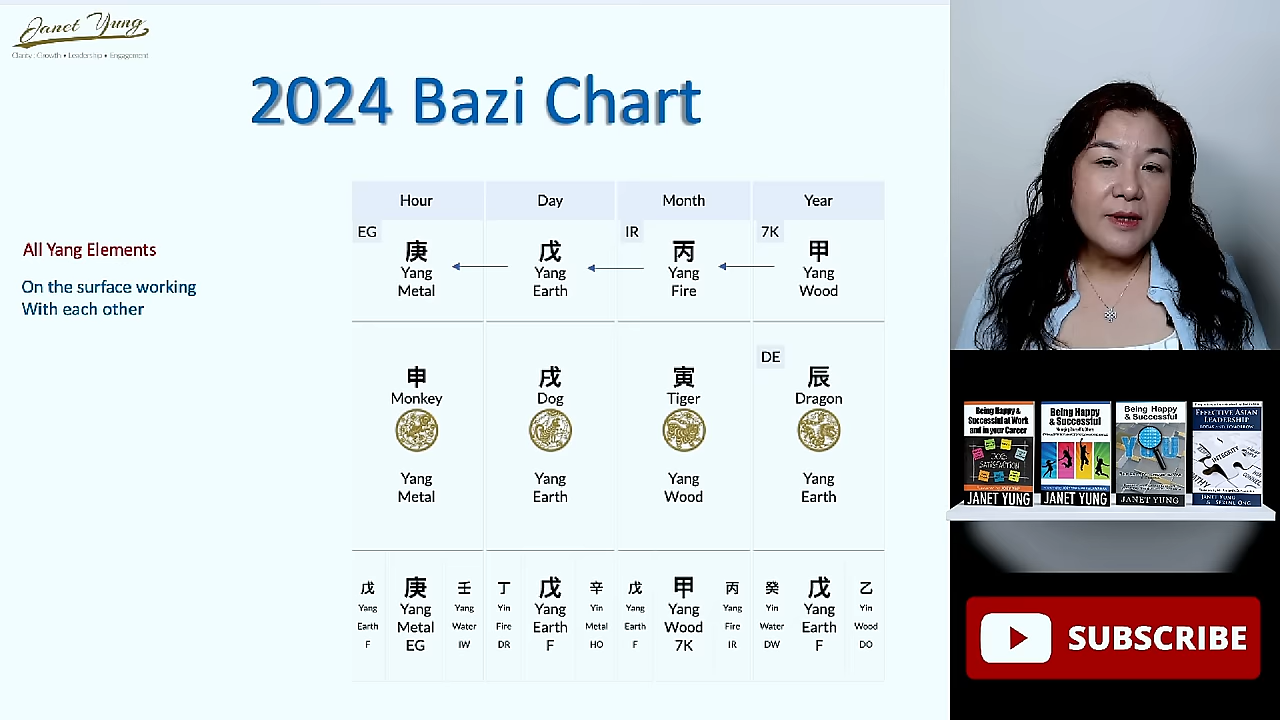 Janet Yung
Clarity • Growth • Leadership • Engagement
2024 Bazi Chart
All Yang Elements
On the surface working
With each other
Hour Day Month Year
EG IR 7K
庚 戊 丙 甲
Yang Yang Yang Yang
Metal Earth Fire Wood
DE
申 戌 寅 辰
Monkey Dog Tiger Dragon
Yang Yang Yang Yang
Metal Earth Wood Earth
戊 庚 壬 丁 戊 辛 戊 甲 丙 癸 戊 乙
Yang Yang Yang Yin Yang Yin Yang Yang Yang Yin Yang Yin
Earth Metal Water Fire Earth Metal Earth Wood Fire Water Earth Wood
F EG IW DR F HO F 7K IR DW F DO
Being Happy &
Successful at Work
and in your Career
JOB
SATISFACTION
JANET YUNG
Being Happy
& Successful
JANET YUNG
Being Happy
& Successful
YOU
JANET YUNG
EFFECTIVE ASIAN
LEADERSHIP
INTEGRITY
JANET YUNG
SUBSCRIBE